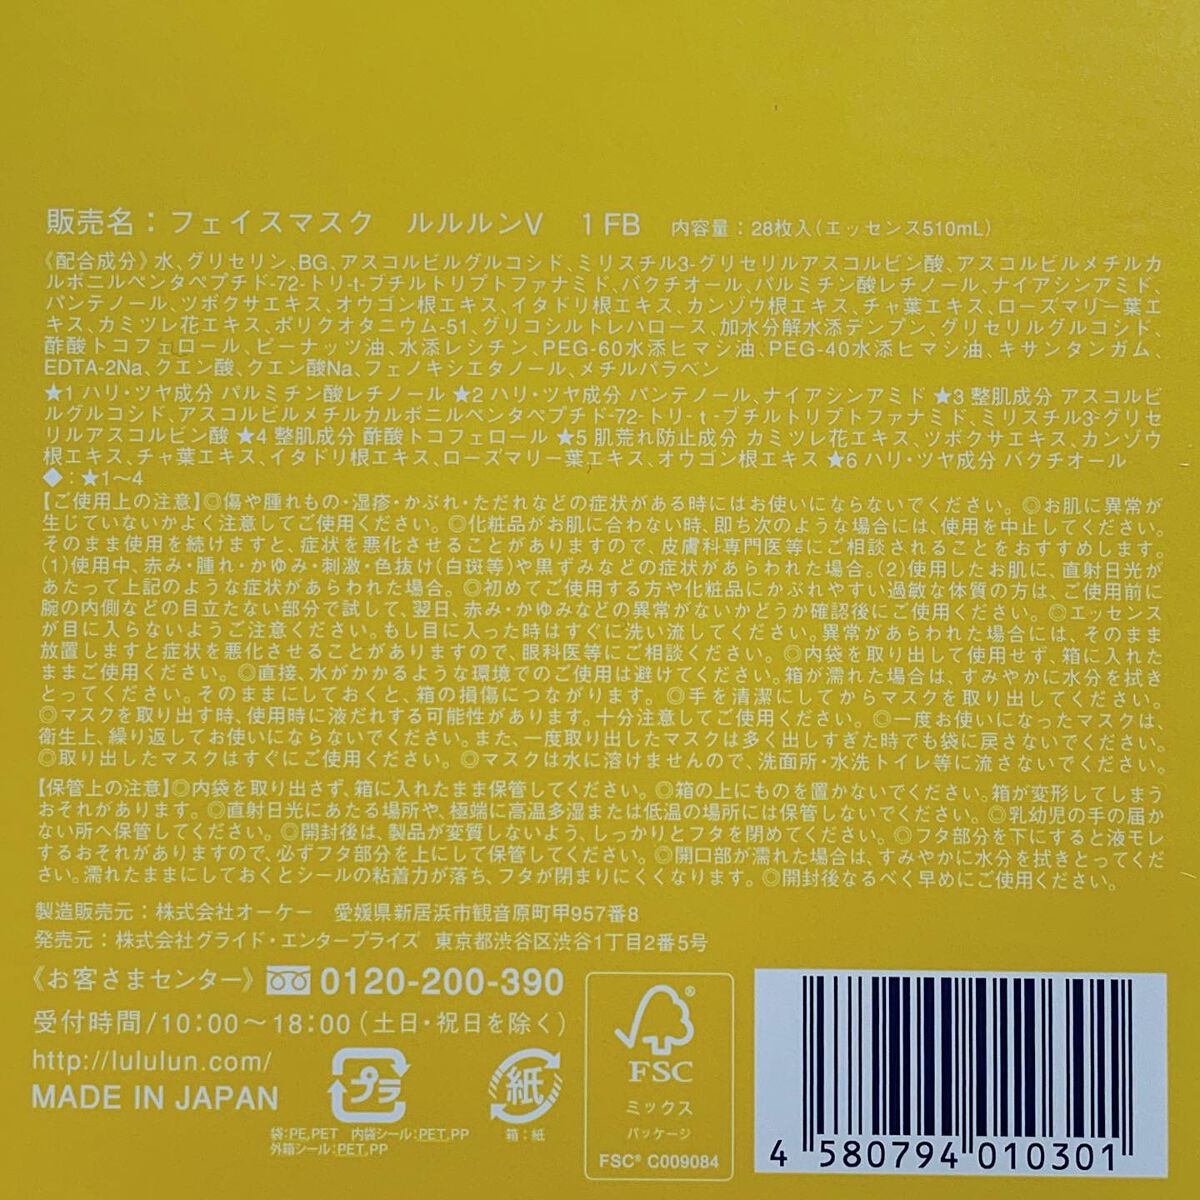 販売名：フェイスマスク ルルルンV 1 FB 内容量：28枚入(エッセンス510mL)
《配合成分》水、グリセリン、BG、アスコルビルグルコシド、ミリスチル3-グリセリルアスコルビン酸、アスコルビルメチルカ
ルボニルペンタペプチド-72-トリ-t-ブチルトリプトファナミド、バクチオール、パルミチン酸レチノール、ナイアシンアミド、
パンテノール、ツボクサエキス、オウゴン根エキス、イタドリ根エキス、カンゾウ根エキス、チャ葉エキス、ローズマリー葉エ
キス、カミツレ花エキス、ポリクオタニウム-51、グリコシルトレハロース、加水分解水添デンプン、グリセリルグルコシド、
酢酸トコフェロール、ピーナッツ油、水添レシチン、PEG-60水添ヒマシ油、PEG-40水添ヒマシ油、キサンタンガム、
EDTA-2Na、クエン酸、クエン酸Na、フェノキシエタノール、メチルパラベン
★1 ハリ・ツヤ成分 パルミチン酸レチノール ★2 ハリ・ツヤ成分 パンテノール、ナイアシンアミド ★3 整肌成分 アスコルビ
ルグルコシド、アスコルビルメチルカルボニルペンタペプチド-72-トリ-t-ブチルトリプトファナミド、ミリスチル3-グリセ
リルアスコルビン酸 ★4 整肌成分 酢酸トコフェロール ★5 肌荒れ防止成分 カミツレ花エキス、ツボクサエキス、カンゾウ
根エキス、チャ葉エキス、イタドリ根エキス、ローズマリー葉エキス、オウゴン根エキス ★6 ハリ・ツヤ成分 バクチオール
◆：★1〜4
【ご使用上の注意】◎傷や腫れもの・湿疹・かぶれ・ただれなどの症状がある時にはお使いにならないでください。◎お肌に異常が
生じていないかよく注意してご使用ください。◎化粧品がお肌に合わない時、即ち次のような場合には、使用を中止してください。
そのまま使用を続けますと、症状を悪化させることがありますので、皮膚科専門医等にご相談されることをおすすめします。
(1)使用中、赤み・腫れ・かゆみ・刺激・色抜け(白斑等)や黒ずみなどの症状があらわれた場合。(2)使用したお肌に、直射日光が
あたって上記のような症状があらわれた場合。◎初めてご使用する方や化粧品にかぶれやすい過敏な体質の方は、ご使用前に
腕の内側などの目立たない部分で試して、翌日、赤み・かゆみなどの異常がないかどうか確認後にご使用ください。◎エッセンス
が目に入らないようご注意ください。もし目に入った時はすぐに洗い流してください。異常があらわれた場合には、そのまま
放置しますと症状を悪化させることがありますので、眼科医等にご相談ください。◎内袋を取り出して使用せず、箱に入れた
ままご使用ください。◎直接、水がかかるような環境でのご使用は避けてください。箱が濡れた場合は、すみやかに水分を拭き
とってください。そのままにしておくと、箱の損傷につながります。◎手を清潔にしてからマスクを取り出してください。
◎マスクを取り出す時、使用時に液だれする可能性があります。十分注意してご使用ください。◎一度お使いになったマスクは、
衛生上、繰り返してお使いにならないでください。また、一度取り出したマスクは多く出しすぎた時でも袋に戻さないでください。
◎取り出したマスクはすぐにご使用ください。◎マスクは水に溶けませんので、洗面所・水洗トイレ等に流さないでください。
【保管上の注意】◎内袋を取り出さず、箱に入れたまま保管してください。◎箱の上にものを置かないでください。箱が変形してしまう
おそれがあります。◎直射日光にあたる場所や、極端に高温多湿または低温の場所には保管しないでください。◎乳幼児の手の届か
ない所へ保管してください。◎開封後は、製品が変質しないよう、しっかりとフタを閉めてください。◎フタ部分を下にすると液モレ
するおそれがありますので、必ずフタ部分を上にして保管してください。◎開口部が濡れた場合は、すみやかに水分を拭きとってくださ
い。濡れたままにしておくとシールの粘着力が落ち、フタが閉まりにくくなります。◎開封後なるべく早めにご使用ください。
製造販売元：株式会社オーケー 愛媛県新居浜市観音原町甲957番8
発売元：株式会社グライド・エンタープライズ 東京都渋谷区渋谷1丁目2番5号
《お客さまセンター》 0120-200-390
受付時間/10：00〜18：00(土日・祝日を除く)
http://lululun.com/
MADE IN JAPAN
プラ
紙
袋：PE,PET 内袋シール：PET,PP
外箱シール：PET,PP
箱：紙
®
FSC
ミックス
パッケージ
FSC® C009084
4 580794 010301